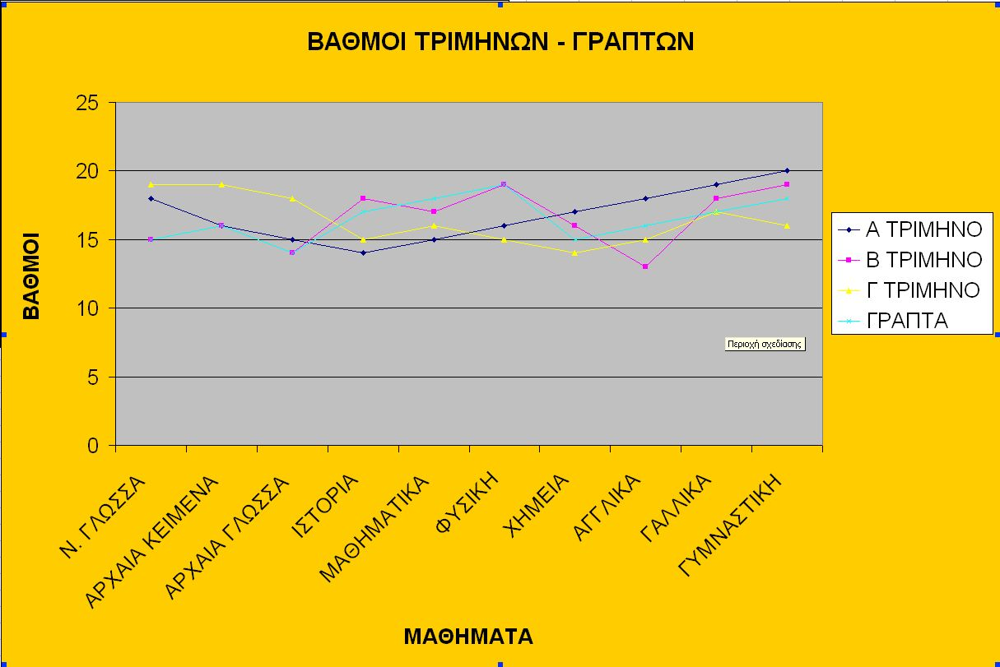 ΒΑΘΜΟΙ ΤΡΙΜΗΝΩΝ - ΓΡΑΠΤΩΝ
25
20
15
10
5
0
ΒΑΘΜΟΙ
Α ΤΡΙΜΗΝΟ
Β ΤΡΙΜΗΝΟ
Γ ΤΡΙΜΗΝΟ
ΓΡΑΠΤΑ
Περιοχή σχεδίασης
Ν. ΓΛΩΣΣΑ
ΑΡΧΑΙΑ ΚΕΙΜΕΝΑ
ΑΡΧΑΙΑ ΓΛΩΣΣΑ
ΙΣΤΟΡΙΑ
ΜΑΘΗΜΑΤΙΚΑ
ΦΥΣΙΚΗ
ΧΗΜΕΙΑ
ΑΓΓΛΙΚΑ
ΓΑΛΛΙΚΑ
ΓΥΜΝΑΣΤΙΚΗ
ΜΑΘΗΜΑΤΑ